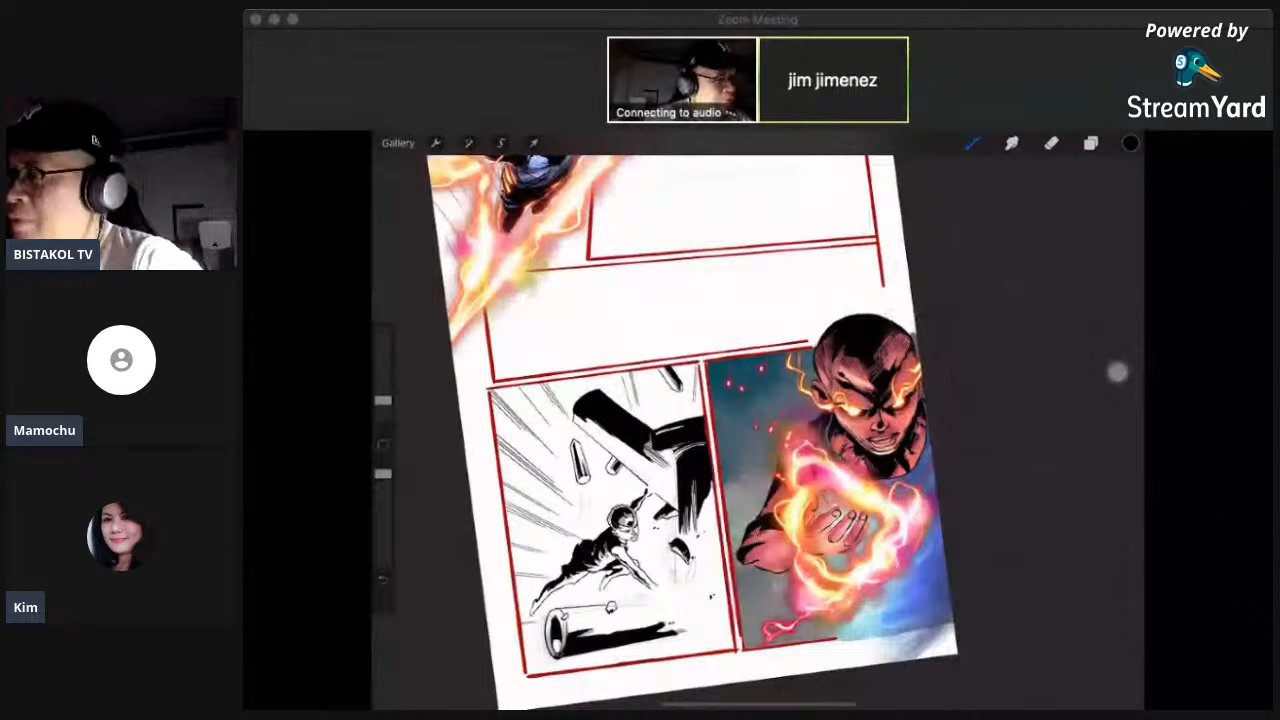 Zoom Meeting
Powered by
StreamYard
Connecting to audio
jim jimenez
Gallery
BISTAKOL TV
Mamochu
Kim